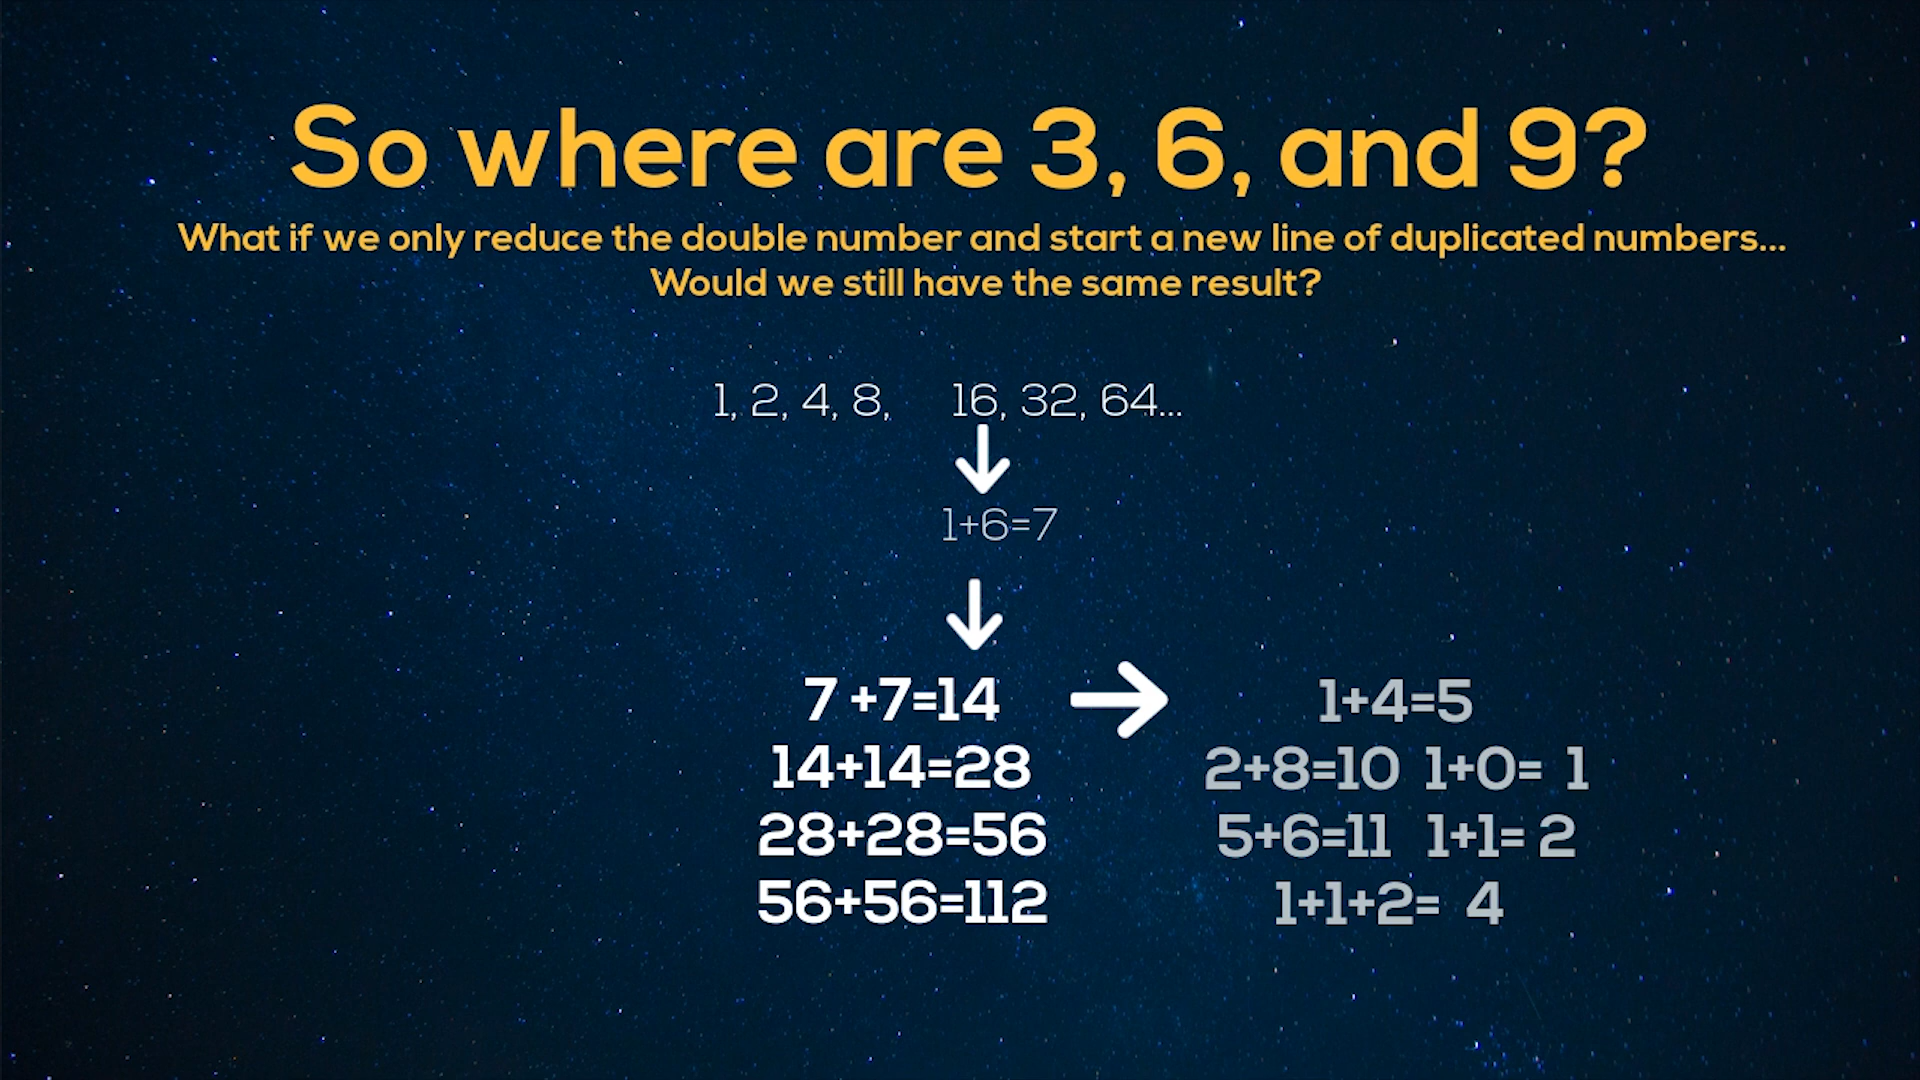 So where are 3, 6, and 9?
What if we only reduce the double number and start a new line of duplicated numbers...
Would we still have the same result?
1, 2, 4, 8, 16, 32, 64...
1+6=7
7 +7=14 1+4=5
14+14=28 2+8=10 1+0= 1
28+28=56 5+6=11 1+1= 2
56+56=112 1+1+2= 4